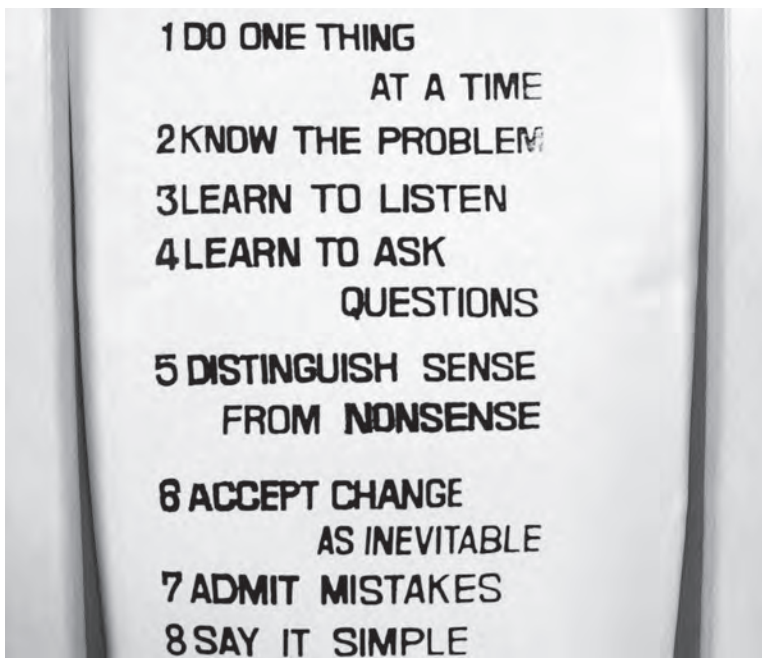 1 DO ONE THING
AT A TIME
2 KNOW THE PROBLEM
3 LEARN TO LISTEN
4 LEARN TO ASK
QUESTIONS
5 DISTINGUISH SENSE
FROM NONSENSE
6 ACCEPT CHANGE
AS INEVITABLE
7 ADMIT MISTAKES
8 SAY IT SIMPLE